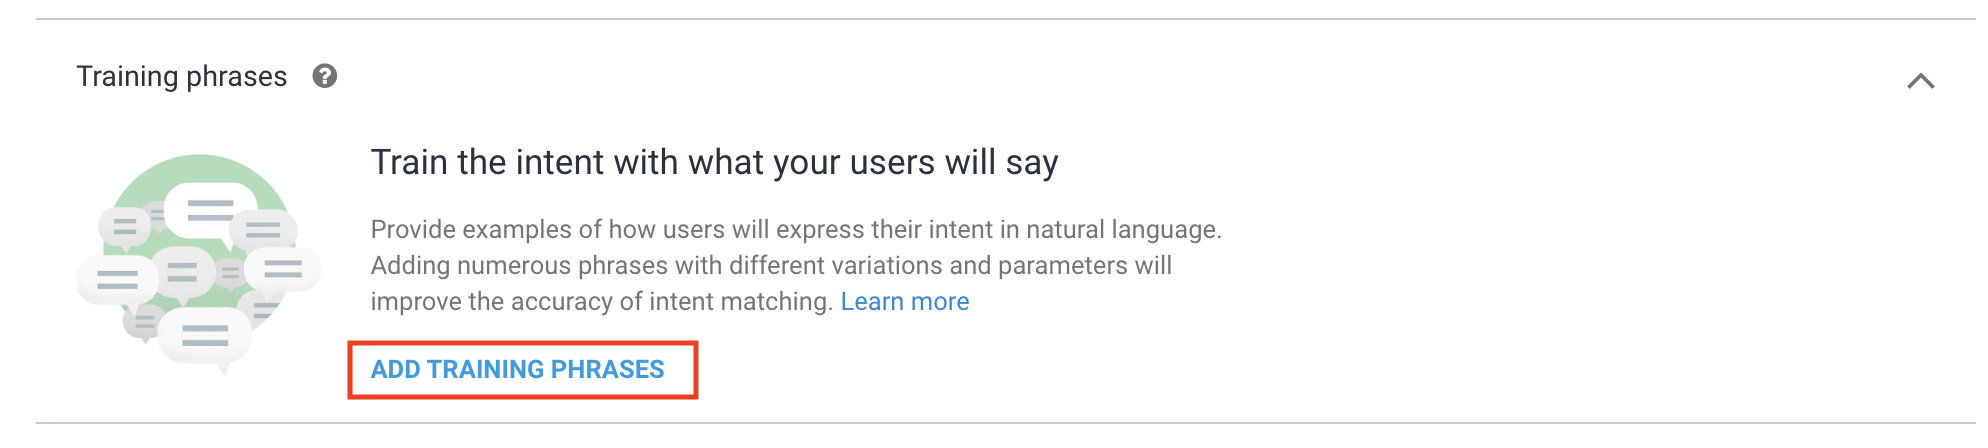 Training phrases
Train the intent with what your users will say
Provide examples of how users will express their intent in natural language.
Adding numerous phrases with different variations and parameters will
improve the accuracy of intent matching. Learn more
ADD TRAINING PHRASES